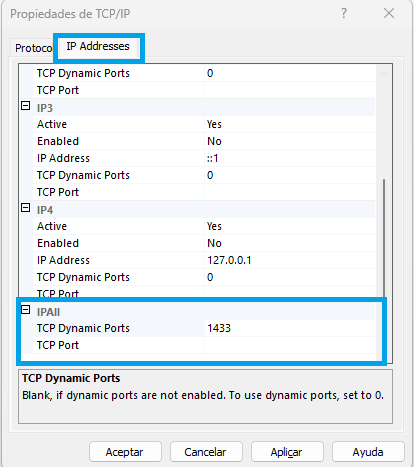 Propiedades de TCP/IP ? ×
Protocol IP Addresses
TCP Dynamic Ports 0
TCP Port
IP3
Active Yes
Enabled No
IP Address ::1
TCP Dynamic Ports 0
TCP Port
IP4
Active Yes
Enabled No
IP Address 127.0.0.1
TCP Dynamic Ports 0
TCP Port
IPAll
TCP Dynamic Ports 1433
TCP Port
TCP Dynamic Ports
Blank, if dynamic ports are not enabled. To use dynamic ports, set to 0.
Aceptar Cancelar Aplicar Ayuda